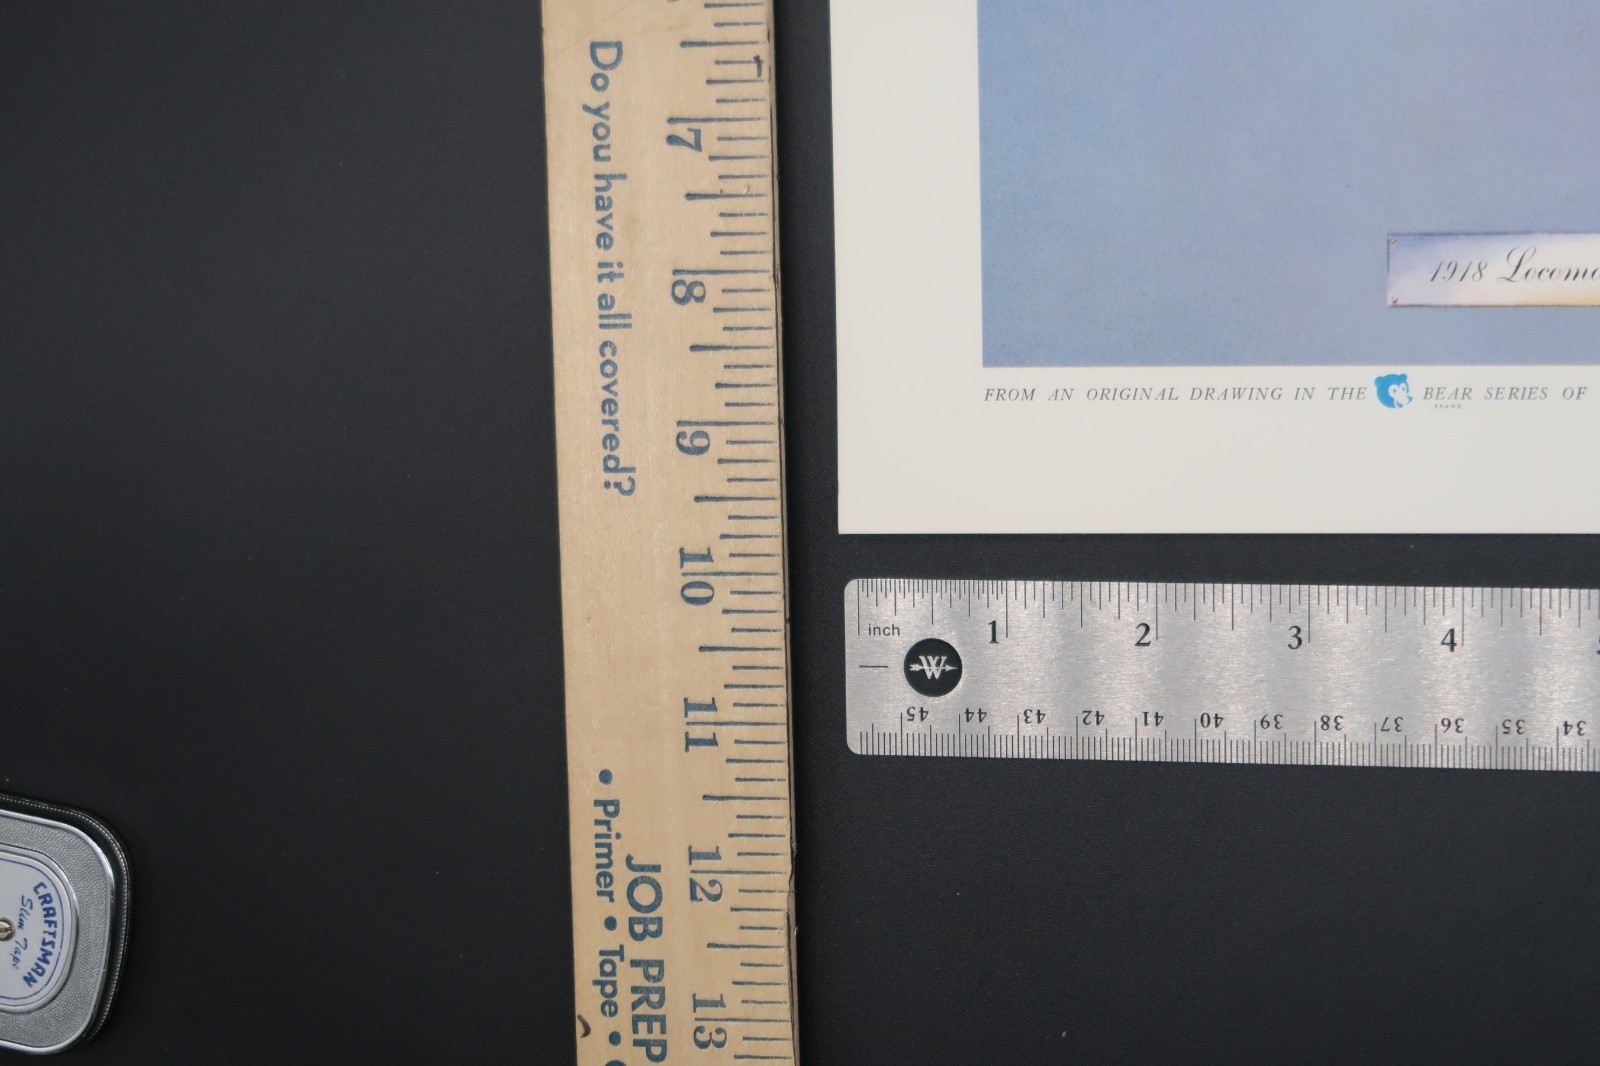 Do you have it all covered?
7
8
9
10
11
12
13
JOB PREP
• Primer • Tape •
1918
FROM AN ORIGINAL DRAWING IN THE BEAR SERIES OF
BRAND
inch
1 2 3 4
W
45 44 43 42 41 40 39 38 37 36 35 34
CRAFTSMAN
Slim Tape